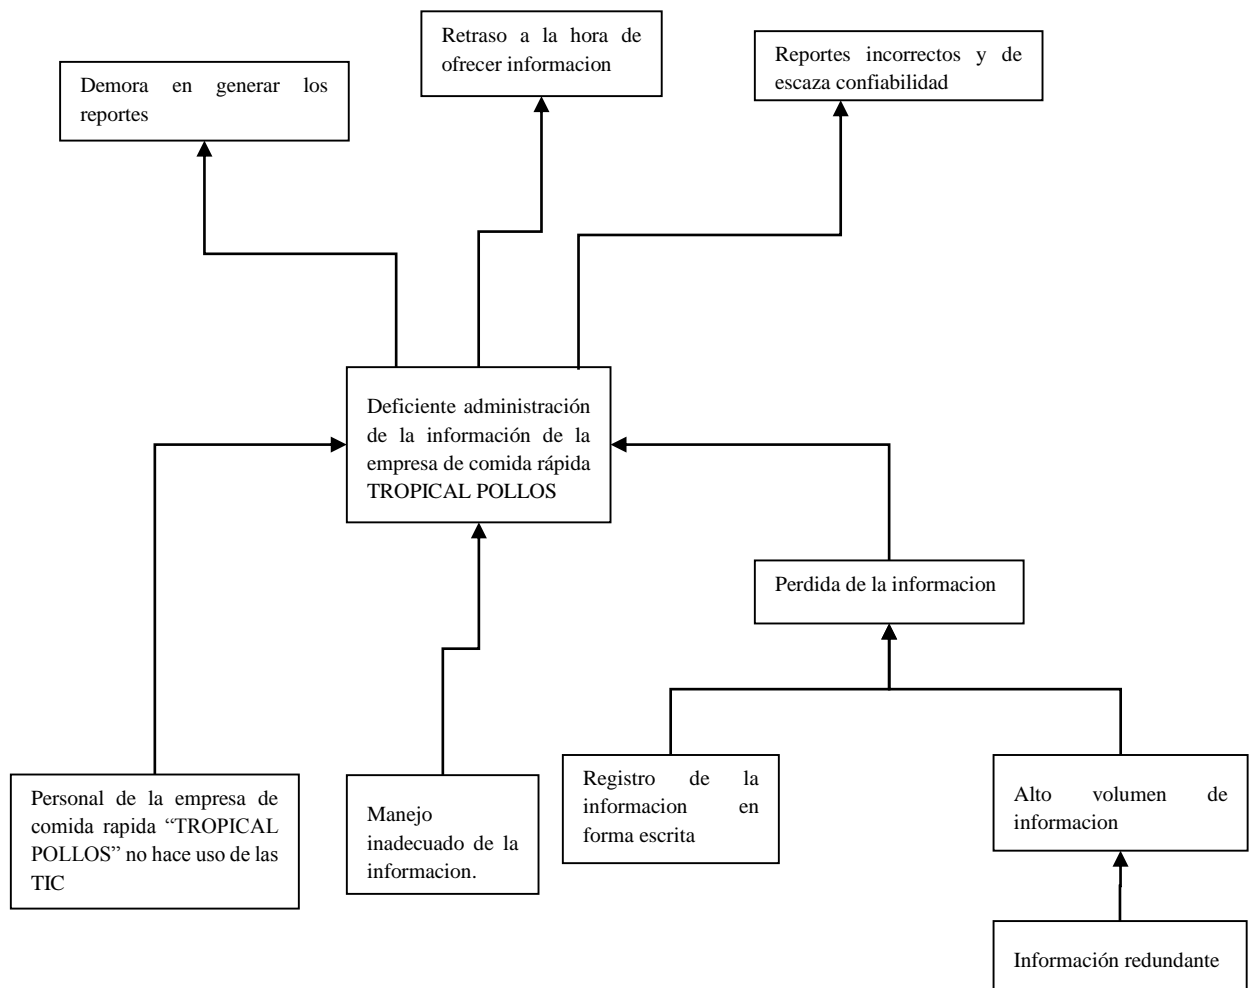 Retraso a la hora de
ofrecer informacion
Reportes incorrectos y de
escaza confiabilidad
Demora en generar los
reportes
Deficiente administración
de la información de la
empresa de comida rápida
TROPICAL POLLOS
Perdida de la informacion
Registro de la
informacion en
forma escrita
Alto volumen de
informacion
Personal de la empresa de
comida rapida “TROPICAL
POLLOS” no hace uso de las
TIC
Manejo
inadecuado de la
informacion.
Información redundante